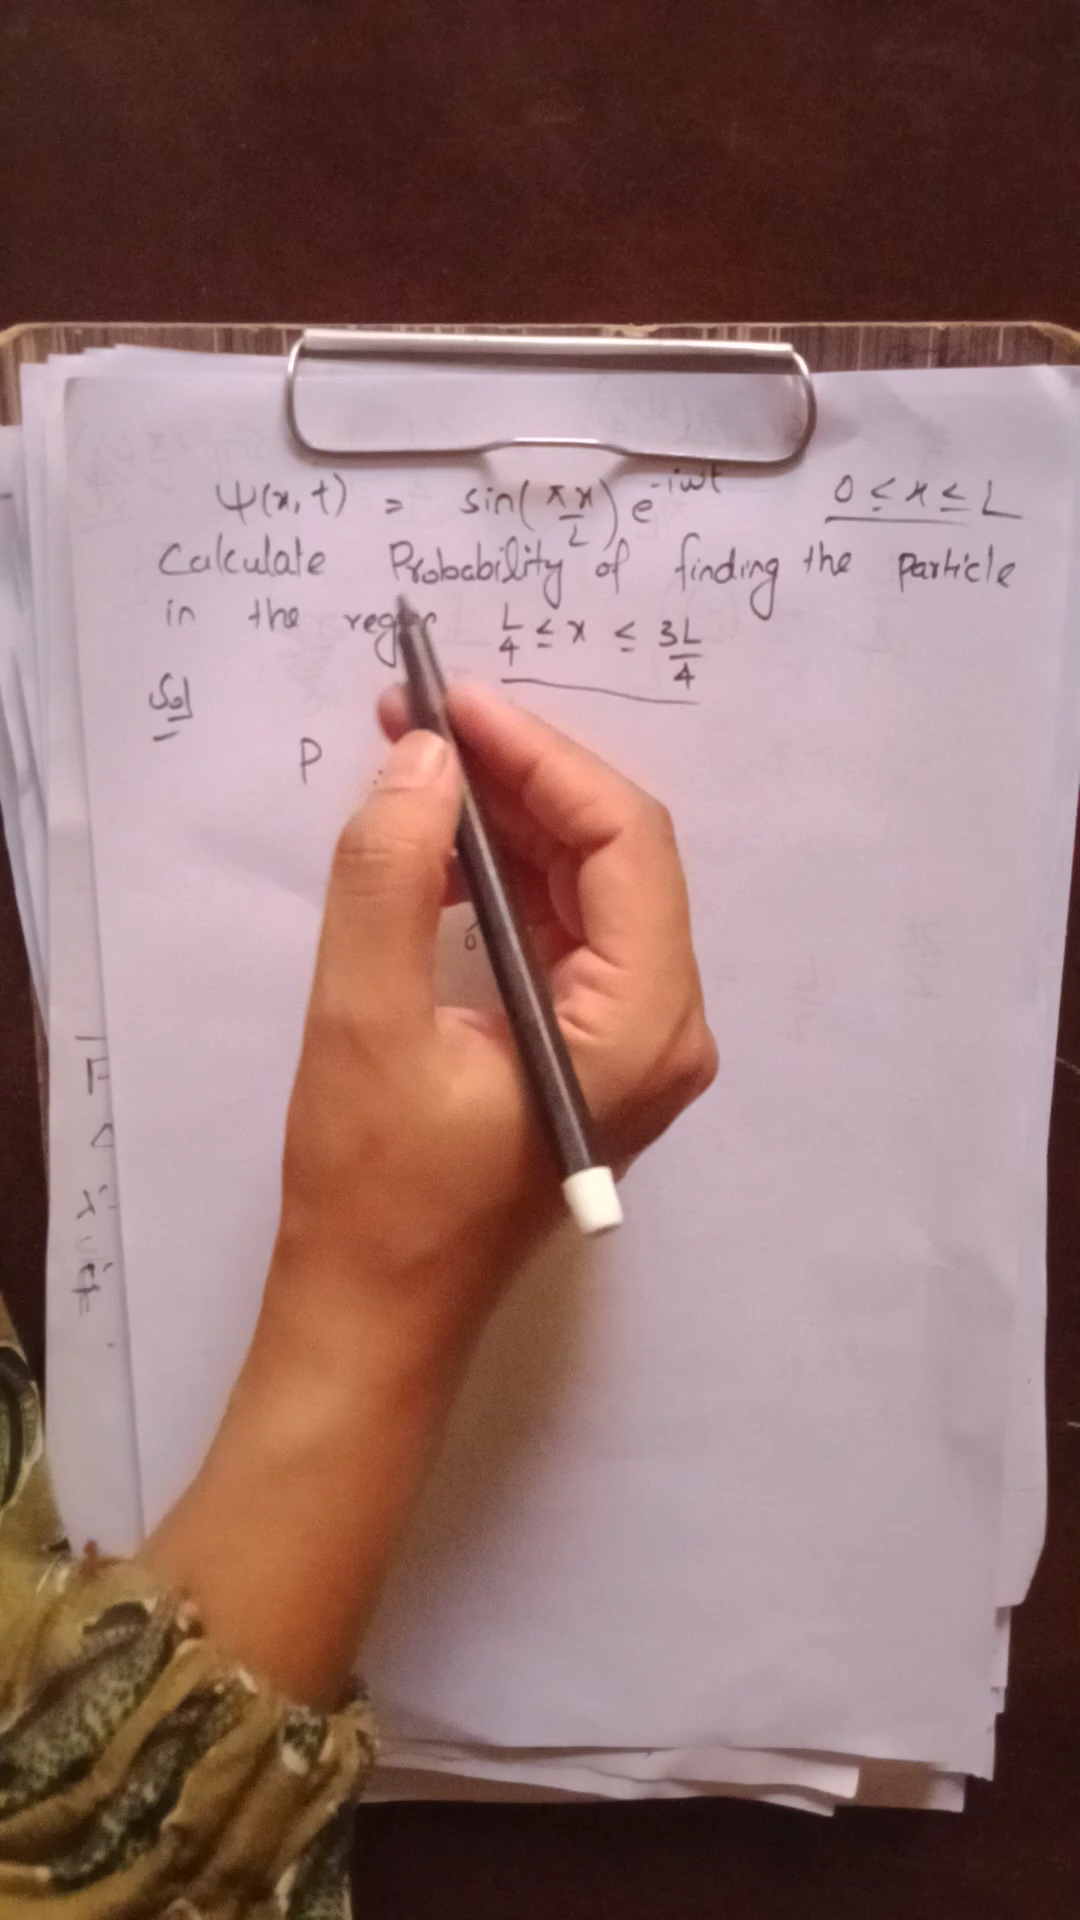 ψ(x, t) = sin(πx/L) e^-iωt 0 ≤ x ≤ L
Calculate Probability of finding the particle
in the L/4 ≤ x ≤ 3L/4
Sol
P